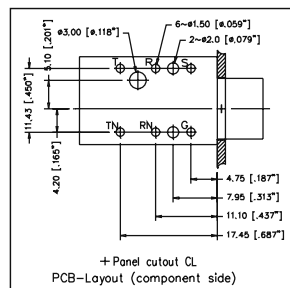 6-ø1.50 [ø.059"]
ø3.00 [ø.118"]
2-ø2.0 [ø.079"]
5.10 [.201"]
T R S
11.43 [.450"]
TN RN G
4.20 [.165"]
4.75 [.187"]
7.95 [.313"]
11.10 [.437"]
17.45 [.687"]
+ Panel cutout CL
PCB-Layout (component side)